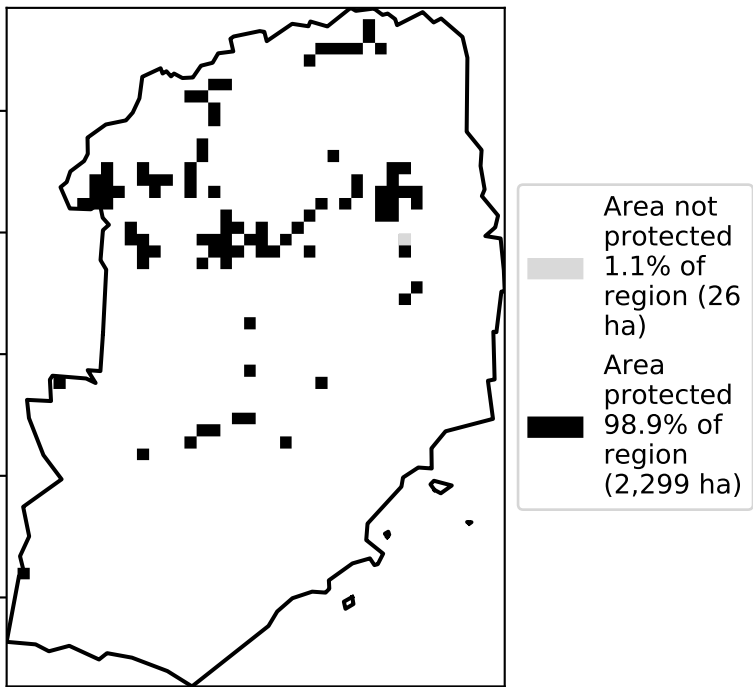 Area not
protected
1.1% of
region (26
ha)
Area
protected
98.9% of
region
(2,299 ha)